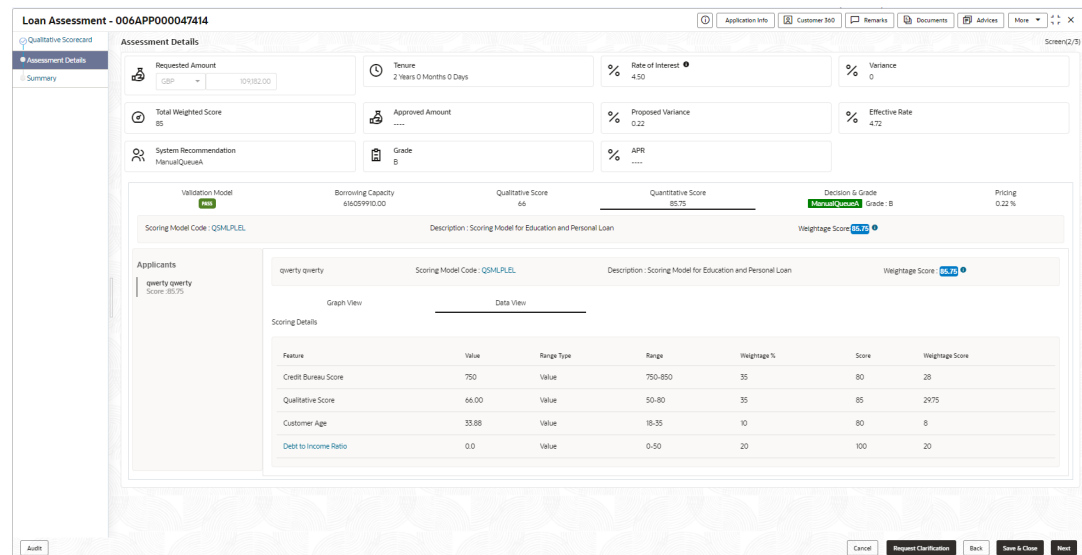 Loan Assessment - 006APP000047414
Application Info Customer 360 Remarks Documents Advices More
Qualitative Scorecard
Assessment Details
Summary
Assessment Details Screen(2/3)
Requested Amount
GBP 109,182.00
Tenure
2 Years 0 Months 0 Days
Rate of Interest
4.50
Variance
0
Total Weighted Score
85
Approved Amount
----
Proposed Variance
0.22
Effective Rate
4.72
System Recommendation
ManualQueueA
Grade
B
APR
----
Validation Model Borrowing Capacity Qualitative Score Quantitative Score Decision & Grade Pricing
PASS 616059910.00 66 85.75 ManualQueueA Grade : B 0.22 %
Scoring Model Code : QSMLPLEL Description : Scoring Model for Education and Personal Loan Weightage Score: 85.75
Applicants
qwerty qwerty
Score :85.75
qwerty qwerty Scoring Model Code : QSMLPLEL Description : Scoring Model for Education and Personal Loan Weightage Score : 85.75
Graph View Data View
Scoring Details
Feature Value Range Type Range Weightage % Score Weightage Score
Credit Bureau Score 750 Value 750-850 35 80 28
Qualitative Score 66.00 Value 50-80 35 85 29.75
Customer Age 33.88 Value 18-35 10 80 8
Debt to Income Ratio 0.0 Value 0-50 20 100 20
Audit Cancel Request Clarification Back Save & Close Next